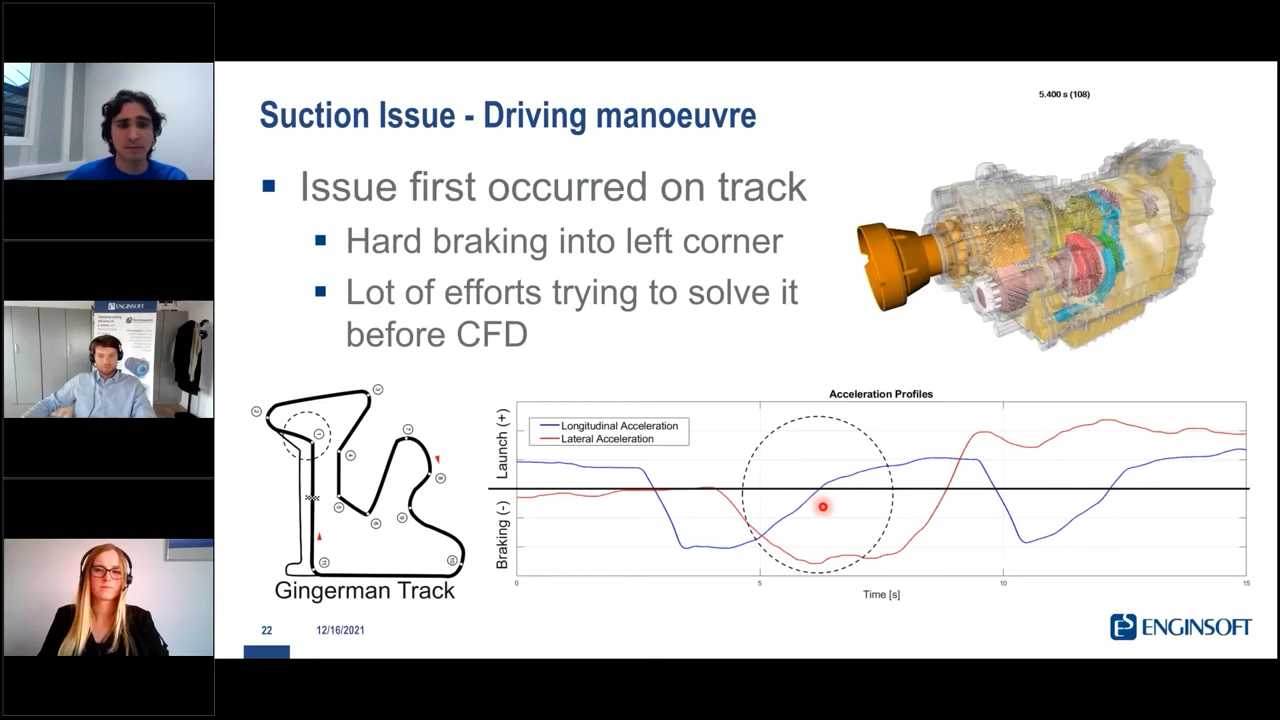 Suction Issue - Driving manoeuvre
5.400 s (108)
Issue first occurred on track
Hard braking into left corner
Lot of efforts trying to solve it
before CFD
Acceleration Profiles
Launch (+)
Braking (-)
Longitudinal Acceleration
Lateral Acceleration
0
5
10
15
Time [s]
Gingerman Track
22
12/16/2021
ENGINSOFT
ENGINSOFT